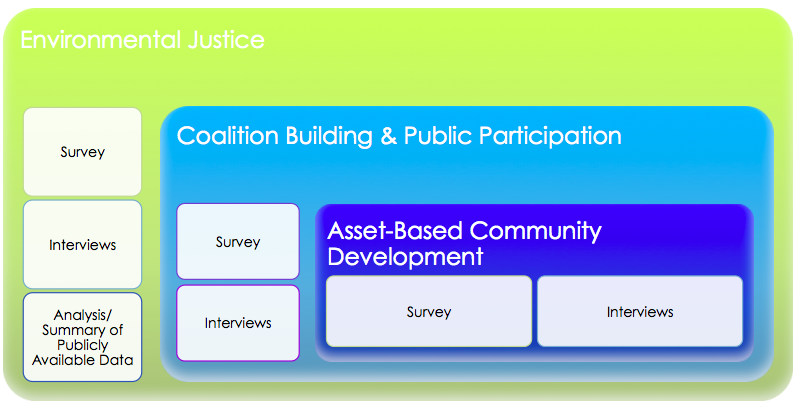 Environmental Justice
Survey
Interviews
Analysis/
Summary of
Publicly
Available Data
Coalition Building & Public Participation
Survey
Interviews
Asset-Based Community
Development
Survey
Interviews